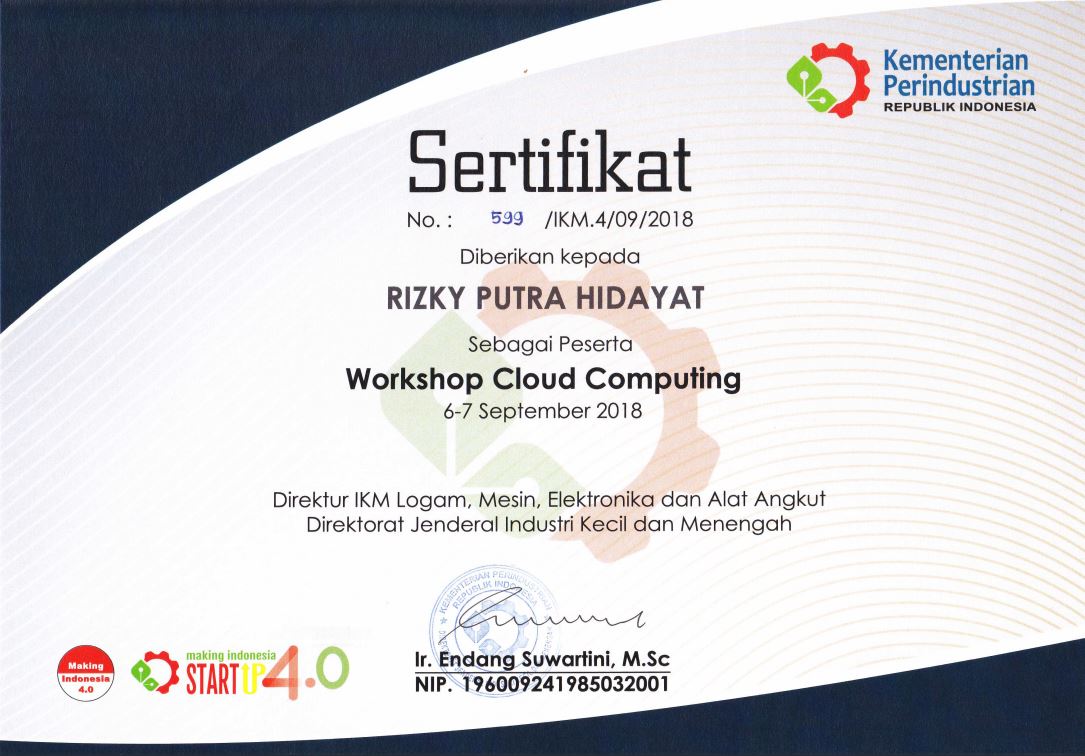 Kementerian
Perindustrian
REPUBLIK INDONESIA
Sertifikat
No. : 599 /IKM.4/09/2018
Diberikan kepada
RIZKY PUTRA HIDAYAT
Sebagai Peserta
Workshop Cloud Computing
6-7 September 2018
Direktur IKM Logam, Mesin, Elektronika dan Alat Angkut
Direktorat Jenderal Industri Kecil dan Menengah
KEMENTERIAN PERINDUSTRIAN
REPUBLIK INDONESIA
Ir. Endang Suwartini, M.Sc
NIP. 196009241985032001
Making
Indonesia
4.0
making indonesia
STARTUP 4.0